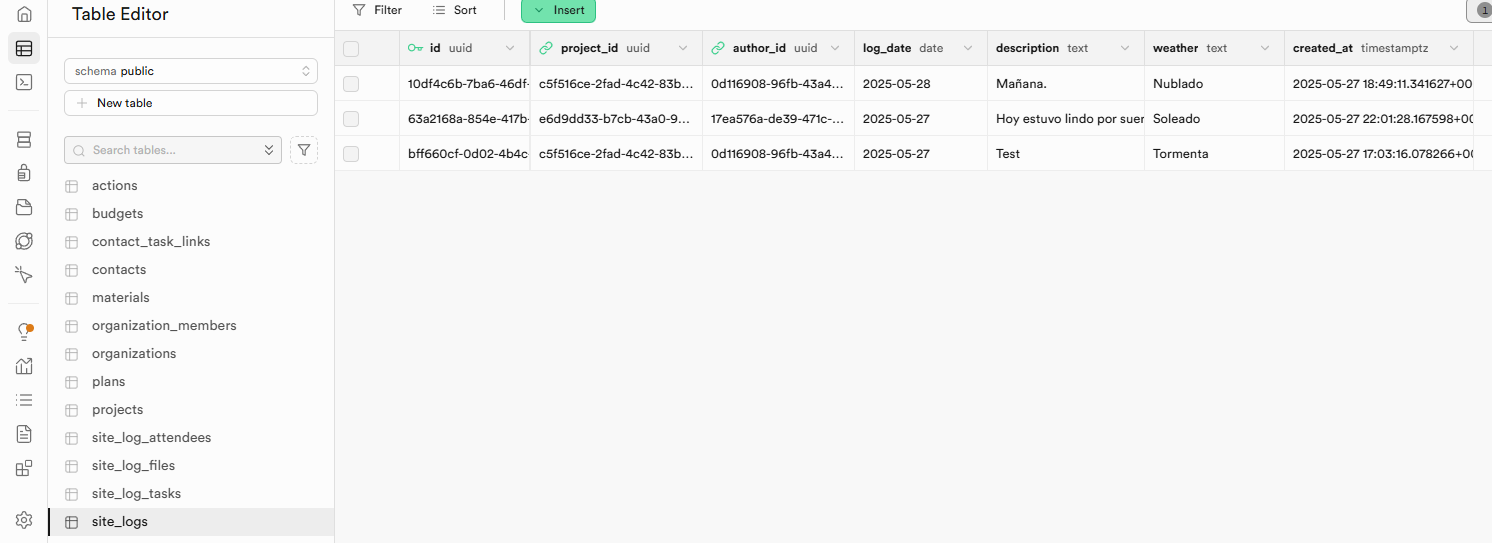 Table Editor
schema public
New table
Search tables...
actions
budgets
contact_task_links
contacts
materials
organization_members
organizations
plans
projects
site_log_attendees
site_log_files
site_log_tasks
site_logs
Filter Sort Insert 1
id uuid project_id uuid author_id uuid log_date date description text weather text created_at timestamptz
10df4c6b-7ba6-46df- c5f516ce-2fad-4c42-83b... 0d116908-96fb-43a4... 2025-05-28 Mañana. Nublado 2025-05-27 18:49:11.341627+00
63a2168a-854e-417b- e6d9dd33-b7cb-43a0-9... 17ea576a-de39-471c-... 2025-05-27 Hoy estuvo lindo por suer Soleado 2025-05-27 22:01:28.167598+00
bff660cf-0d02-4b4c- c5f516ce-2fad-4c42-83b... 0d116908-96fb-43a4... 2025-05-27 Test Tormenta 2025-05-27 17:03:16.078266+00